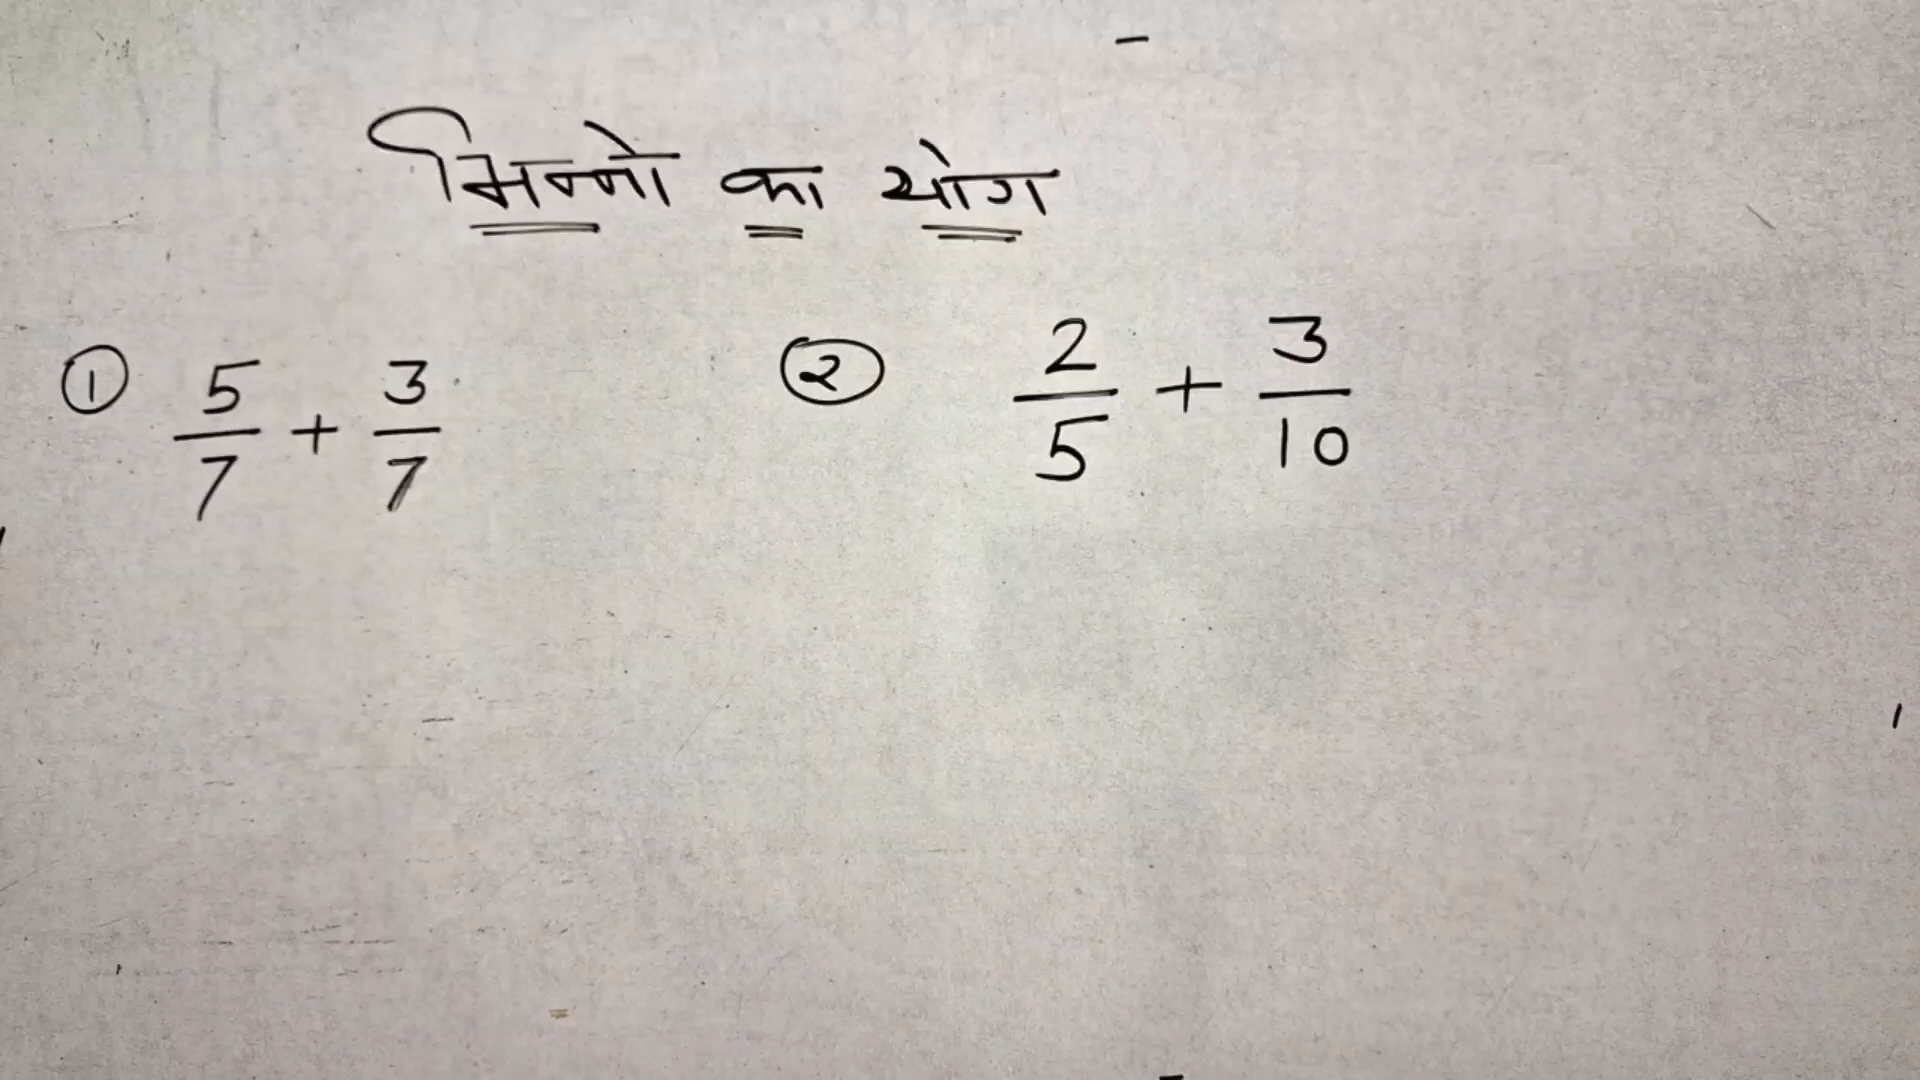 भिन्नो का योग
① 5/7 + 3/7
② 2/5 + 3/10